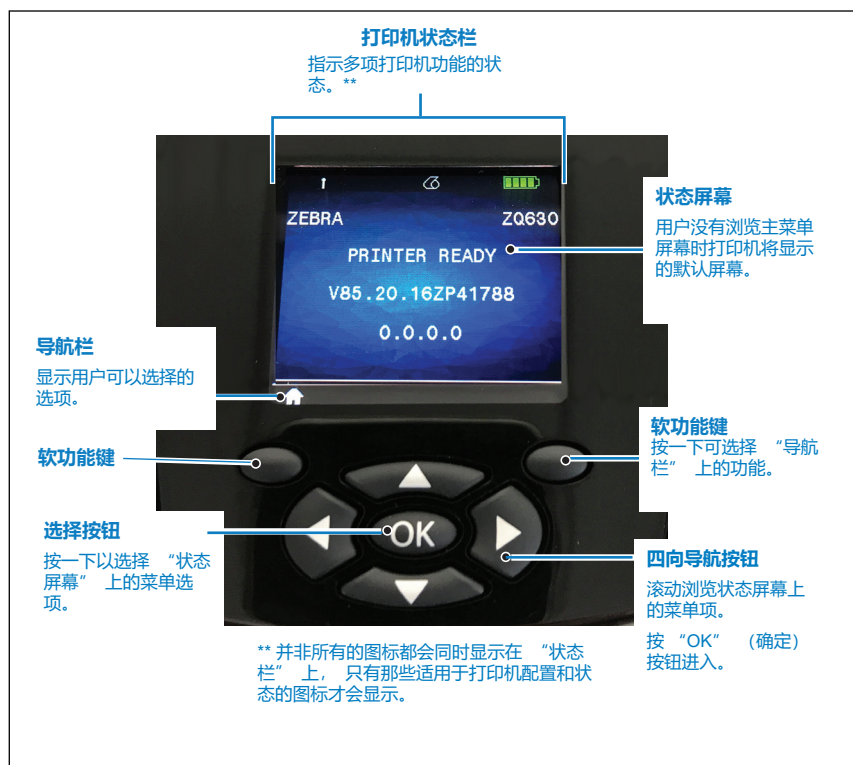 打印机状态栏
指示多项打印机功能的状
态。**
ZEBRA
ZQ630
PRINTER READY
V85.20.16ZP41788
0.0.0.0
状态屏幕
用户没有浏览主菜单
屏幕时打印机将显示
的默认屏幕。
导航栏
显示用户可以选择的
选项。
软功能键
软功能键
按一下可选择 “导航
栏” 上的功能。
选择按钮
按一下以选择 “状态
屏幕” 上的菜单选
项。
OK
四向导航按钮
滚动浏览状态屏幕上
的菜单项。
按 “OK” (确定)
按钮进入。
** 并非所有的图标都会同时显示在 “状态
栏” 上， 只有那些适用于打印机配置和状
态的图标才会显示。